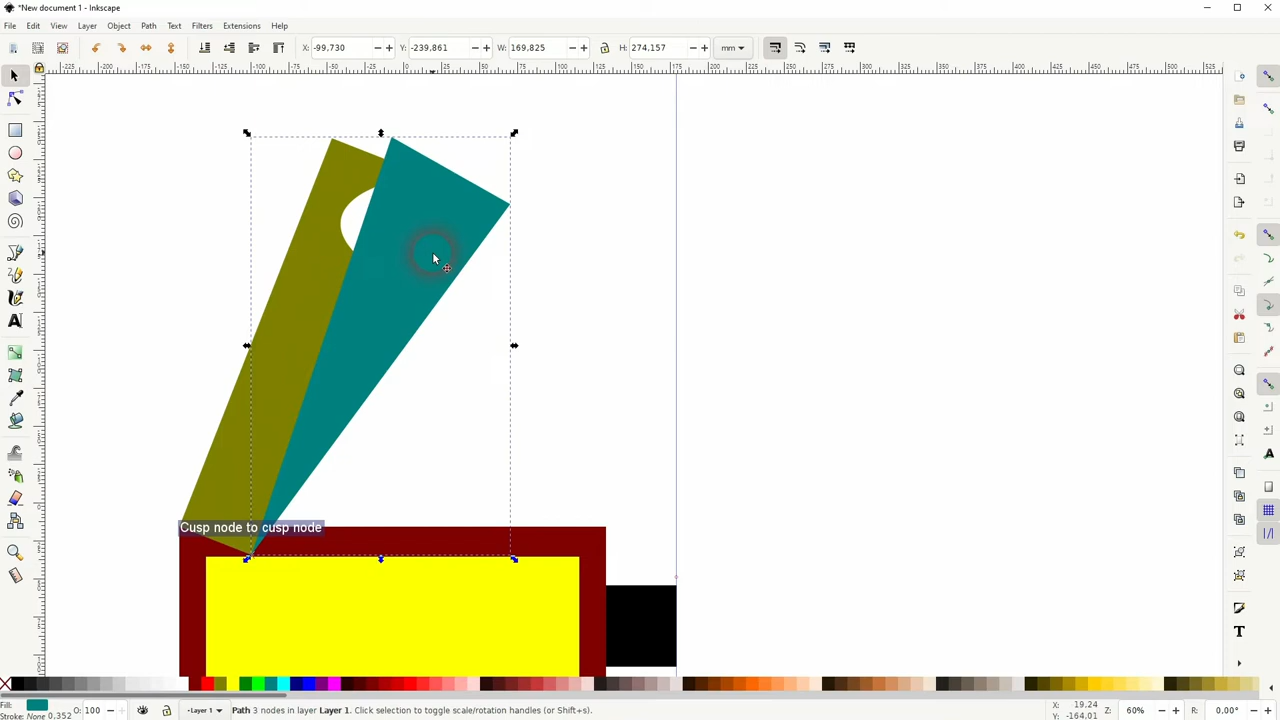 *New document 1 - Inkscape
File Edit View Layer Object Path Text Filters Extensions Help
X: -99.730 Y: -239.861 W: 169.825 H: 274.157 mm
Cusp node to cusp node
Fill: O: 100 -Layer 1 Path 3 nodes in layer Layer 1. Click selection to toggle scale/rotation handles (or Shift+s). X: 19.24 Z: 60% R: 0.00°
Stroke: None 0.352 Y: -164.01